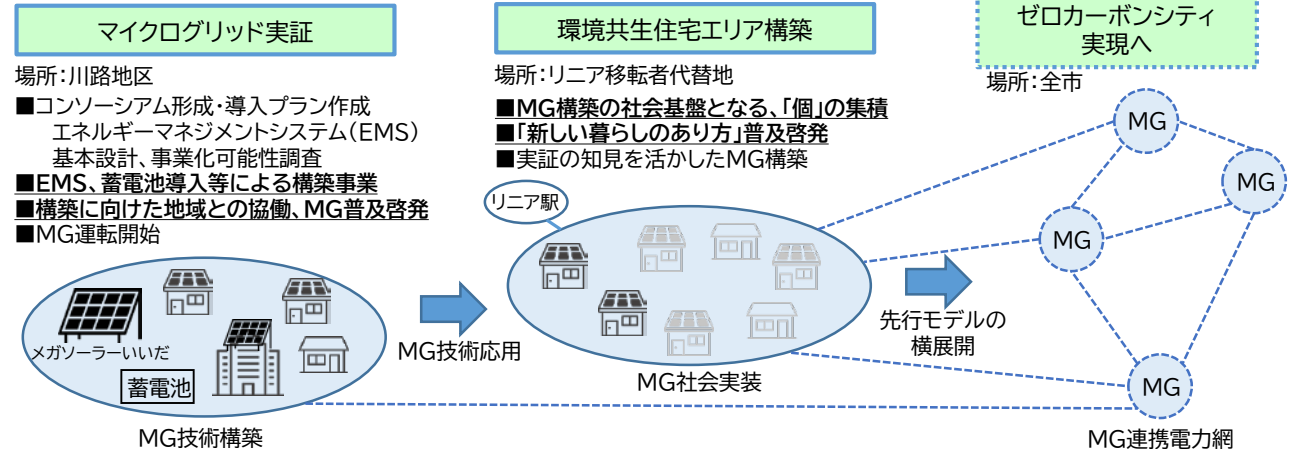 マイクログリッド実証
場所：川路地区
■コンソーシアム形成・導入プラン作成
エネルギーマネジメントシステム（EMS）
基本設計、事業化可能性調査
■EMS、蓄電池導入等による構築事業
■構築に向けた地域との協働、MG普及啓発
■MG運転開始
メガソーラーいいだ
蓄電池
MG技術構築
MG技術応用
環境共生住宅エリア構築
場所：リニア移転者代替地
■MG構築の社会基盤となる、「個」の集積
■「新しい暮らしのあり方」普及啓発
■実証の知見を活かしたMG構築
リニア駅
MG社会実装
先行モデルの
横展開
ゼロカーボンシティ
実現へ
場所：全市
MG
MG
MG
MG
MG連携電力網